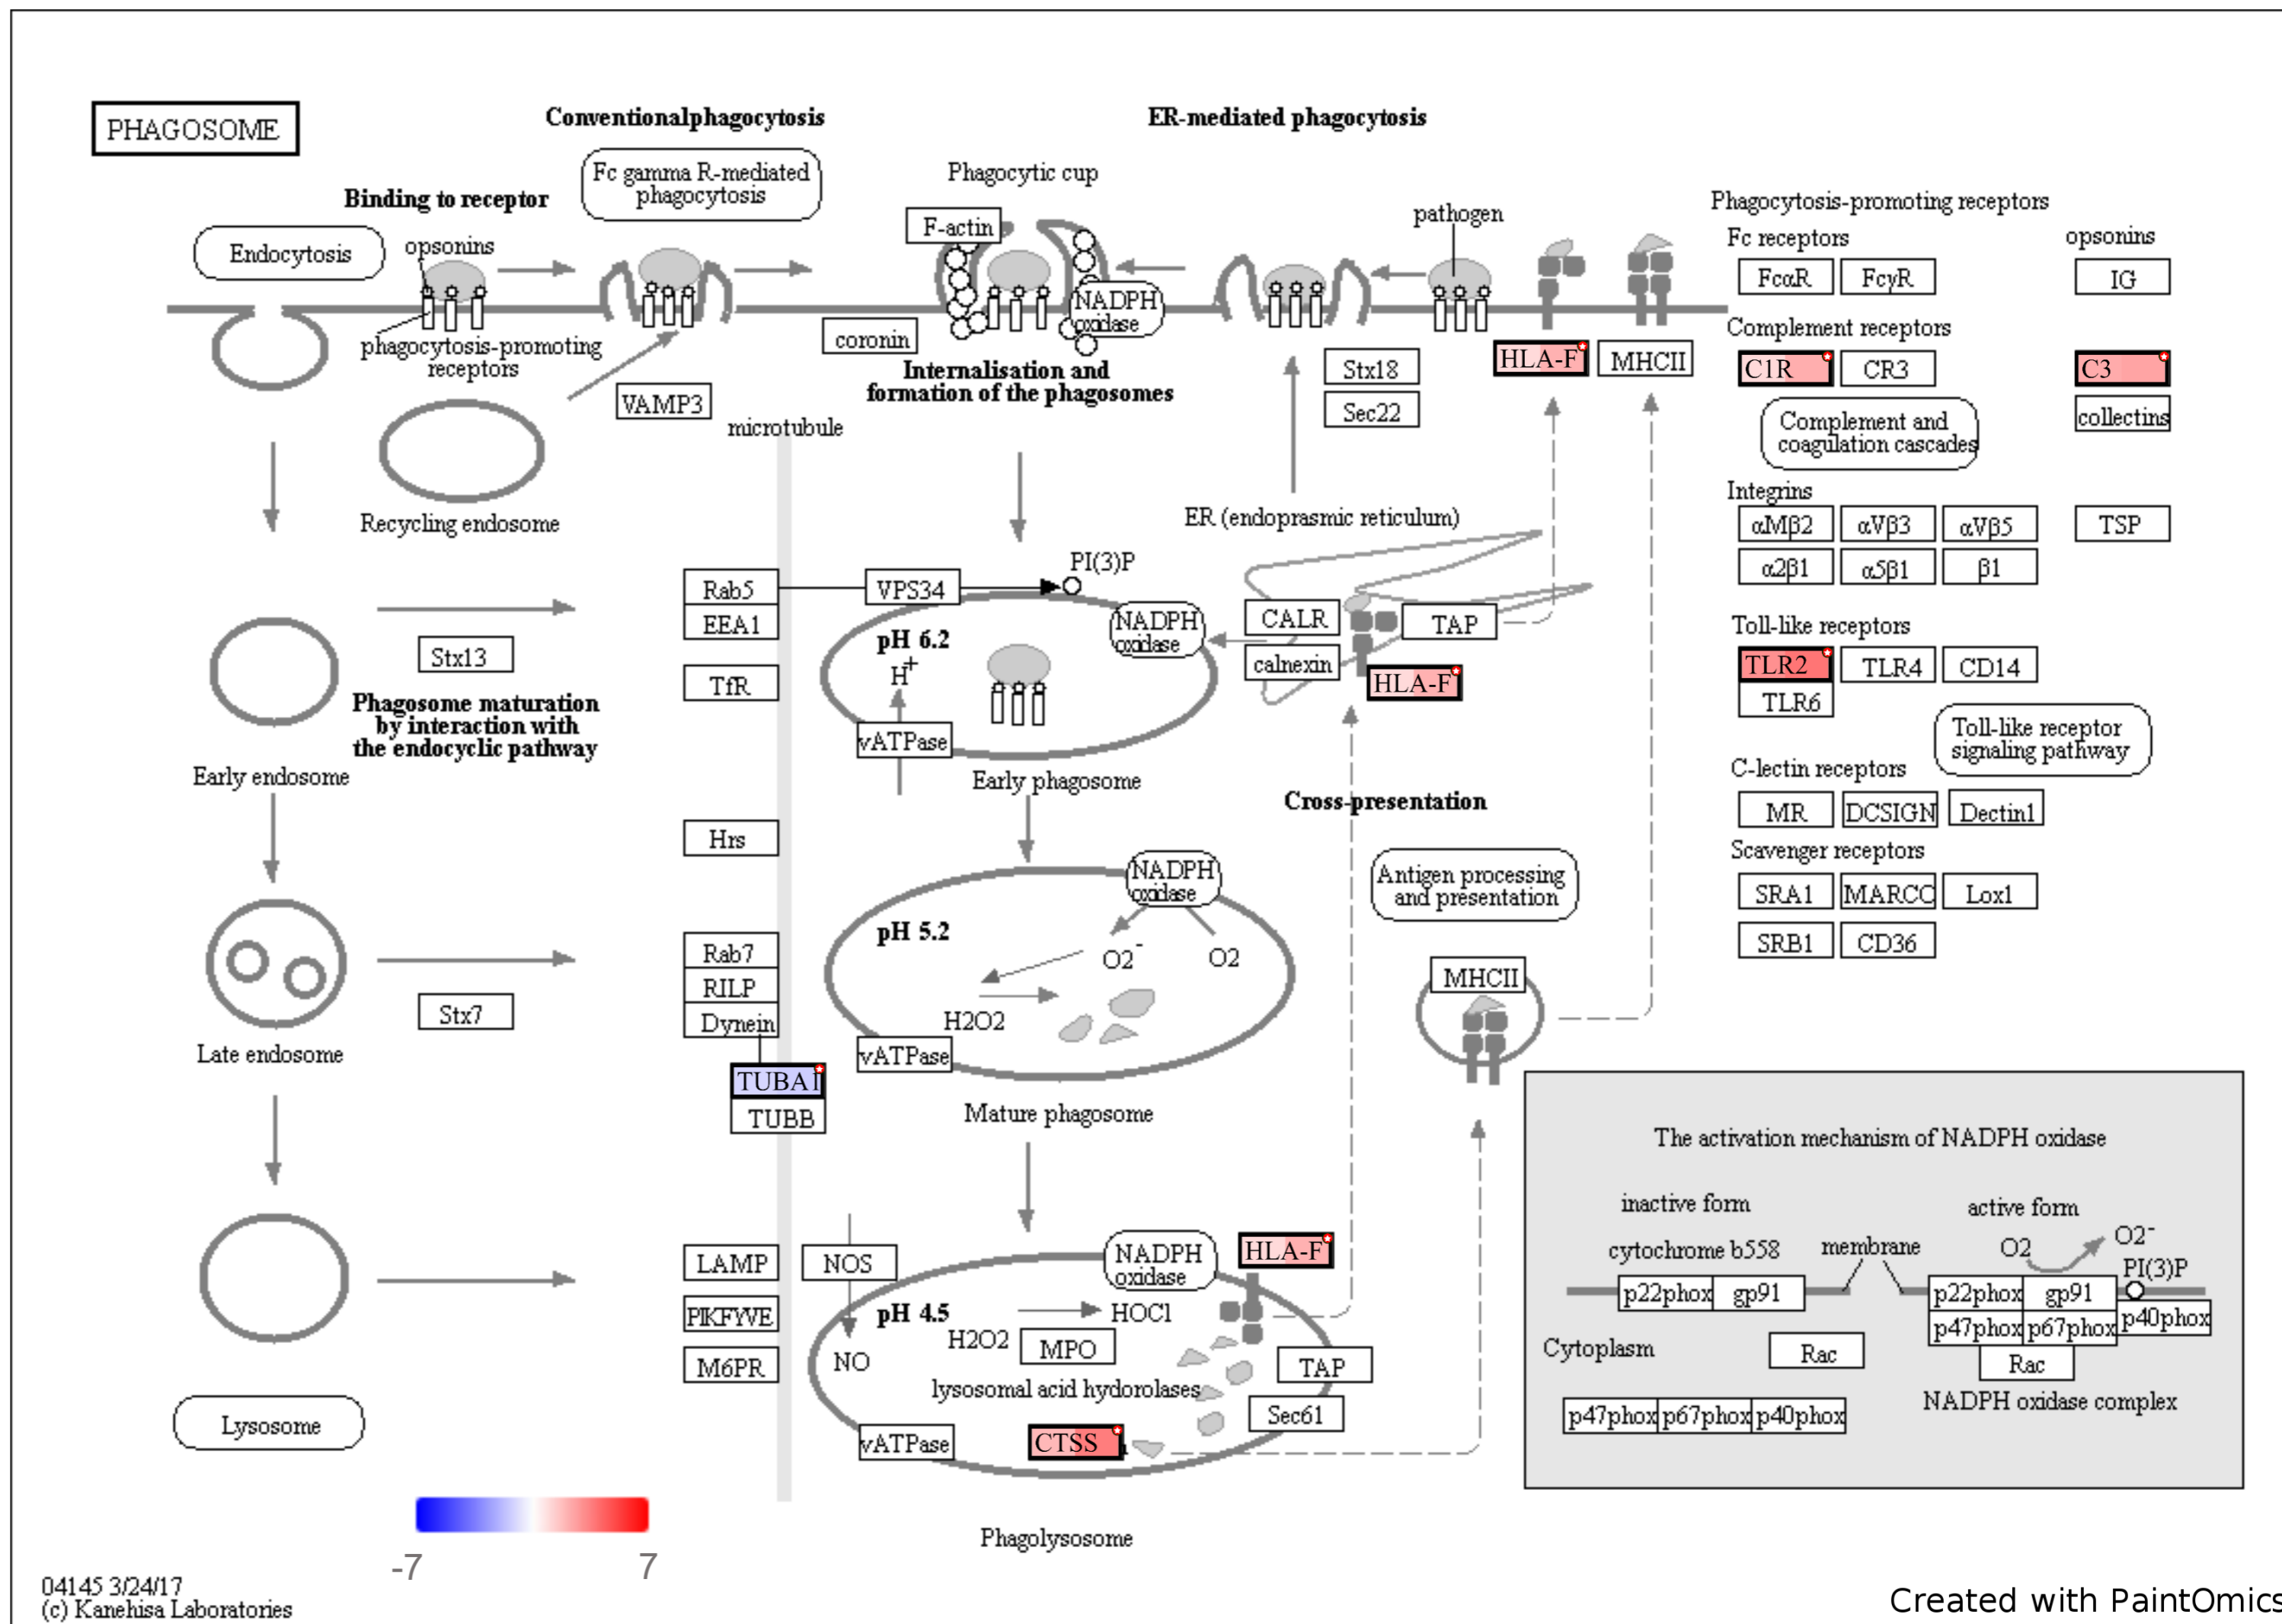 PHAGOSOME
Conventionalphagocytosis
ER-mediated phagocytosis
Fc gamma R-mediated
phagocytosis
Phagocytic cup
Binding to receptor
Endocytosis
opsonins
F-actin
pathogen
NADPH
oxidase
coronin
phagocytosis-promoting
receptors
VAMP3
Internalisation and
formation of the phagosomes
Stx18
Sec22
HLA-F
MHCII
microtubule
Recycling endosome
ER (endoprasmic reticulum)
Phagocytosis-promoting receptors
Fc receptors
opsonins
FcαR
FcγR
IG
Complement receptors
C1R
CR3
C3
Complement and
coagulation cascades
collectins
Integrins
αMβ2
αVβ3
αVβ5
TSP
α2β1
α5β1
β1
Toll-like receptors
TLR2
TLR4
CD14
TLR6
Toll-like receptor
signaling pathway
C-lectin receptors
MR
DCSIGN
Dectin1
Scavenger receptors
SRA1
MARCC
Lox1
SRB1
CD36
Rab5
VPS34
PI(3)P
EEA1
Stx13
TfR
pH 6.2
H+
NADPH
oxidase
CALR
calnexin
TAP
HLA-F
vATPase
Phagosome maturation
by interaction with
the endocyclic pathway
Early endosome
Early phagosome
Cross-presentation
Hrs
NADPH
oxidase
Antigen processing
and presentation
pH 5.2
O2-
O2
H2O2
Rab7
RILP
Dynein
Stx7
vATPase
MHCII
Late endosome
TUBA1
TUBB
Mature phagosome
LAMP
NOS
NADPH
oxidase
HLA-F
PIKFYVE
pH 4.5
HOCl
H2O2
MPO
M6PR
NO
TAP
lysosomal acid hydorolases
Sec61
Lysosome
vATPase
CTSS
Phagolysosome
The activation mechanism of NADPH oxidase
inactive form
active form
cytochrome b558
membrane
O2
O2-
PI(3)P
p22phox
gp91
p22phox
gp91
p47phox
p67phox
p40phox
Cytoplasm
Rac
Rac
p47phox
p67phox
p40phox
NADPH oxidase complex
-7
7
04145 3/24/17
(c) Kanehisa Laboratories
Created with PaintOmics